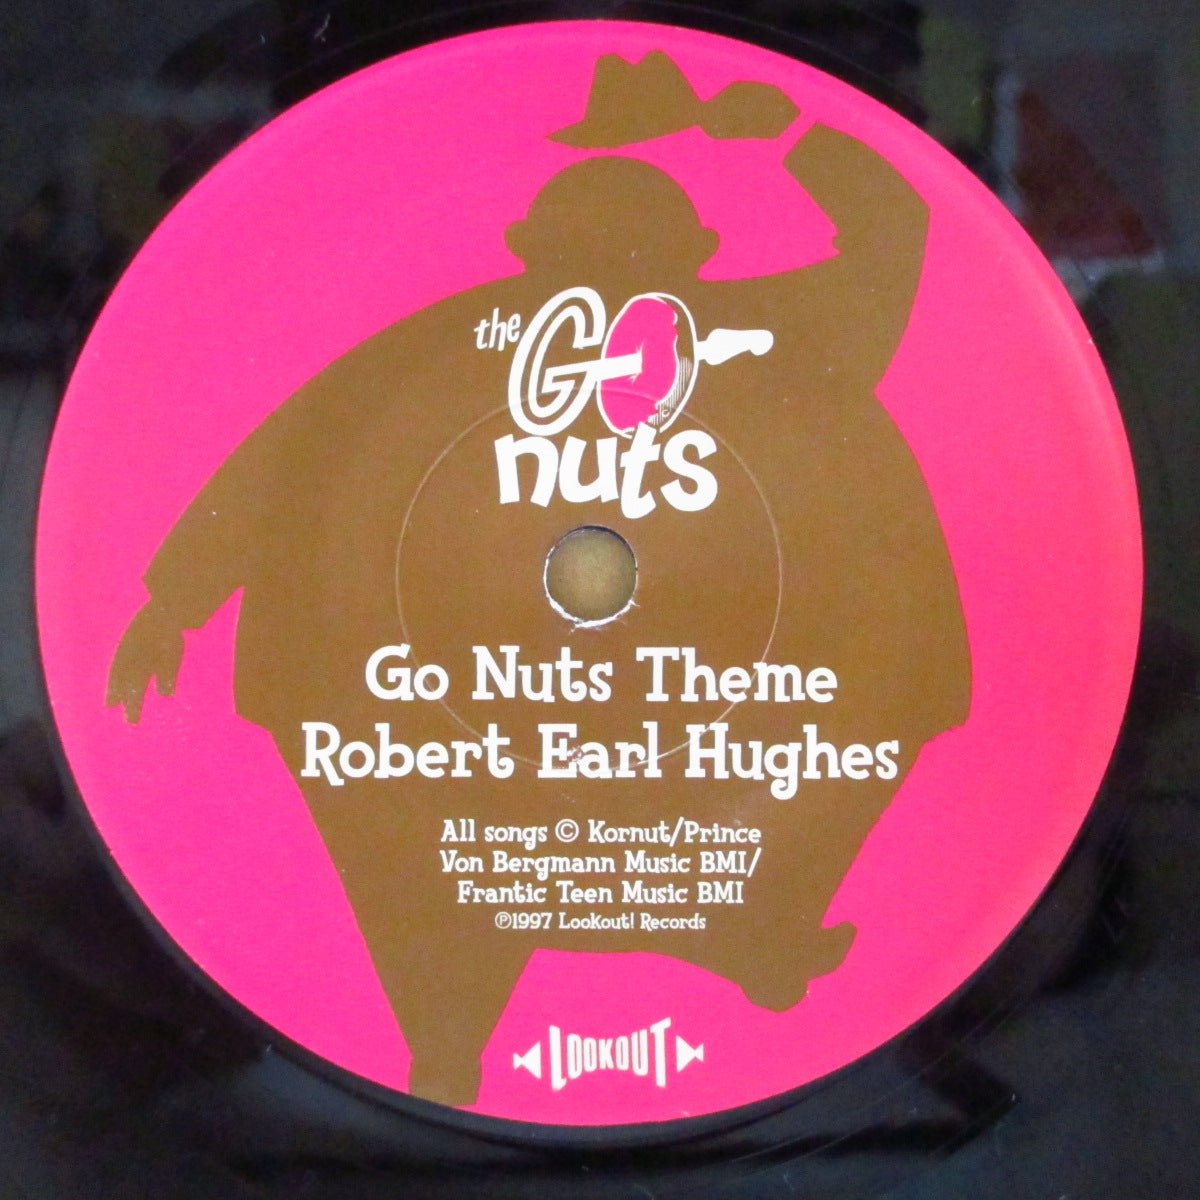 the GO
nuts
Go Nuts Theme
Robert Earl Hughes
All songs © Kornut/Prince
Von Bergmann Music BMI/
Frantic Teen Music BMI
℗1997 Lookout! Records
LOOKOUT